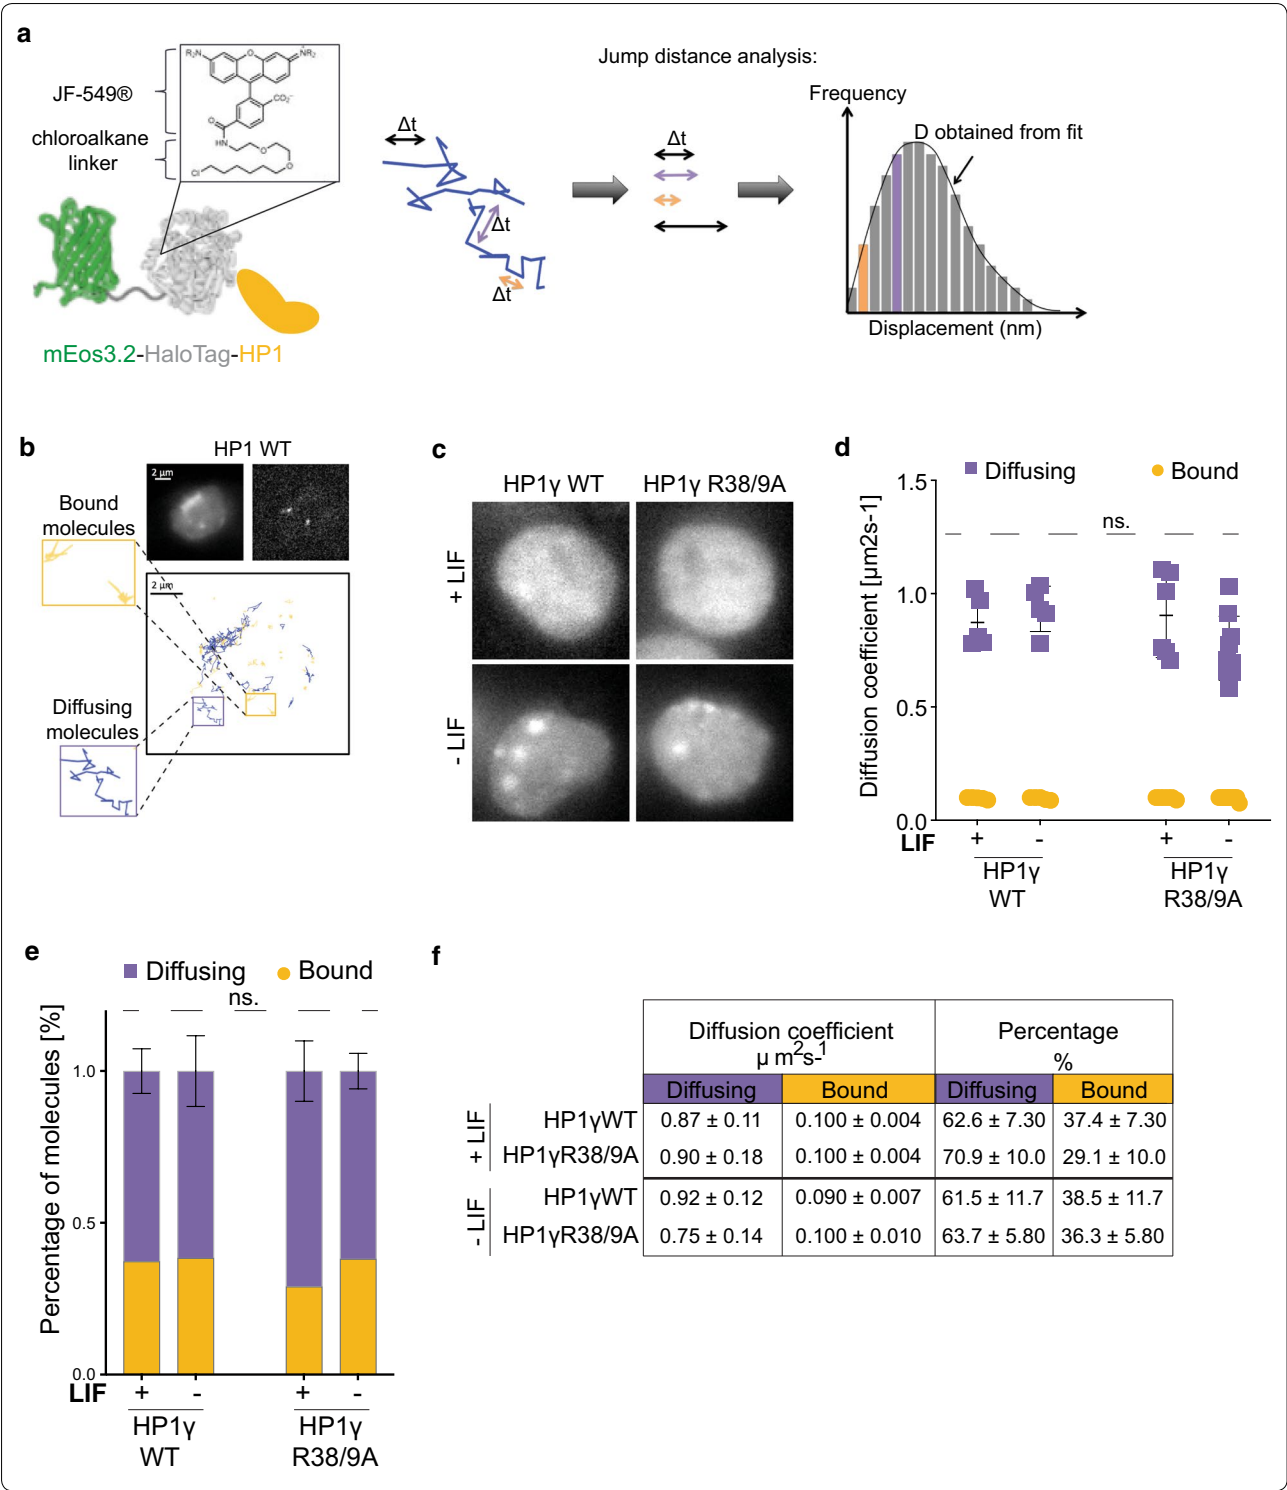 a
JF-549®
chloroalkane
linker
R₂N
O
NR₂
+
CO₂⁻
O
HN
O
O
Cl
mEos3.2-HaloTag-HP1
Δt
Δt
Δt
Jump distance analysis:
Δt
Frequency
D obtained from fit
Displacement (nm)
b
HP1 WT
2 µm
Bound
molecules
2 µm
Diffusing
molecules
c
HP1γ WT
HP1γ R38/9A
+ LIF
- LIF
d
Diffusing
Bound
ns.
Diffusion coefficient [µm2s-1]
1.5
1.0
0.5
0.0
LIF + - + -
HP1γ HP1γ
WT R38/9A
e
Diffusing
Bound
ns.
Percentage of molecules [%]
1.0
0.5
0.0
LIF + - + -
HP1γ HP1γ
WT R38/9A
f
Diffusion coefficient Percentage
µ m²s-¹ %
Diffusing Bound Diffusing Bound
+ LIF
HP1γWT 0.87 ± 0.11 0.100 ± 0.004 62.6 ± 7.30 37.4 ± 7.30
HP1γR38/9A 0.90 ± 0.18 0.100 ± 0.004 70.9 ± 10.0 29.1 ± 10.0
- LIF
HP1γWT 0.92 ± 0.12 0.090 ± 0.007 61.5 ± 11.7 38.5 ± 11.7
HP1γR38/9A 0.75 ± 0.14 0.100 ± 0.010 63.7 ± 5.80 36.3 ± 5.80